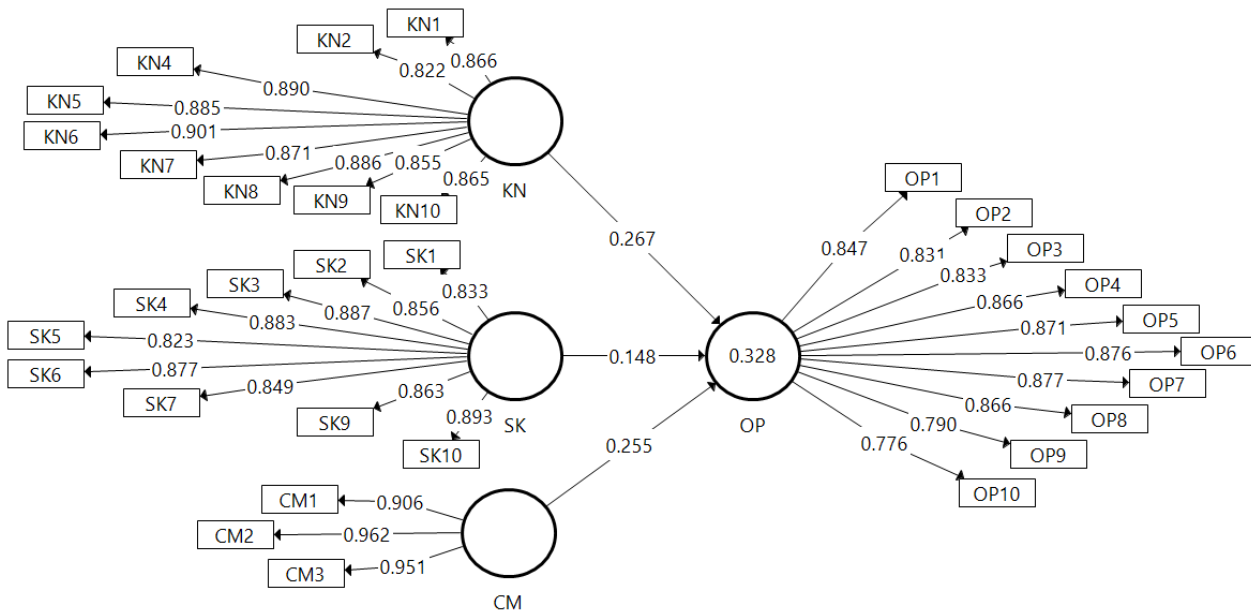 KN1
KN2
KN4
KN5
KN6
KN7
KN8
KN9
KN10
0.866
0.822
0.890
0.885
0.901
0.871
0.886
0.855
0.865
KN
0.267
SK1
SK2
SK3
SK4
SK5
SK6
SK7
SK9
SK10
0.833
0.856
0.887
0.883
0.823
0.877
0.849
0.863
0.893
SK
0.148
CM1
CM2
CM3
0.906
0.962
0.951
CM
0.255
0.328
OP
OP1
OP2
OP3
OP4
OP5
OP6
OP7
OP8
OP9
OP10
0.847
0.831
0.833
0.866
0.871
0.876
0.877
0.866
0.790
0.776